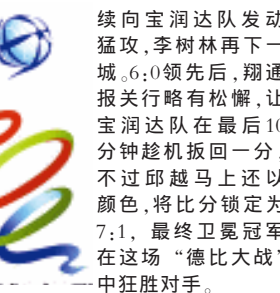 续向宝润达队发动
猛攻,李树林再下一
城。6:0领先后,翔通
报关行略有松懈,让
宝润达队在最后10
分钟趁机扳回一分,
不过邱越马上还以
颜色,将比分锁定为
7:1,最终卫冕冠军
在这场“德比大战”
中狂胜对手。